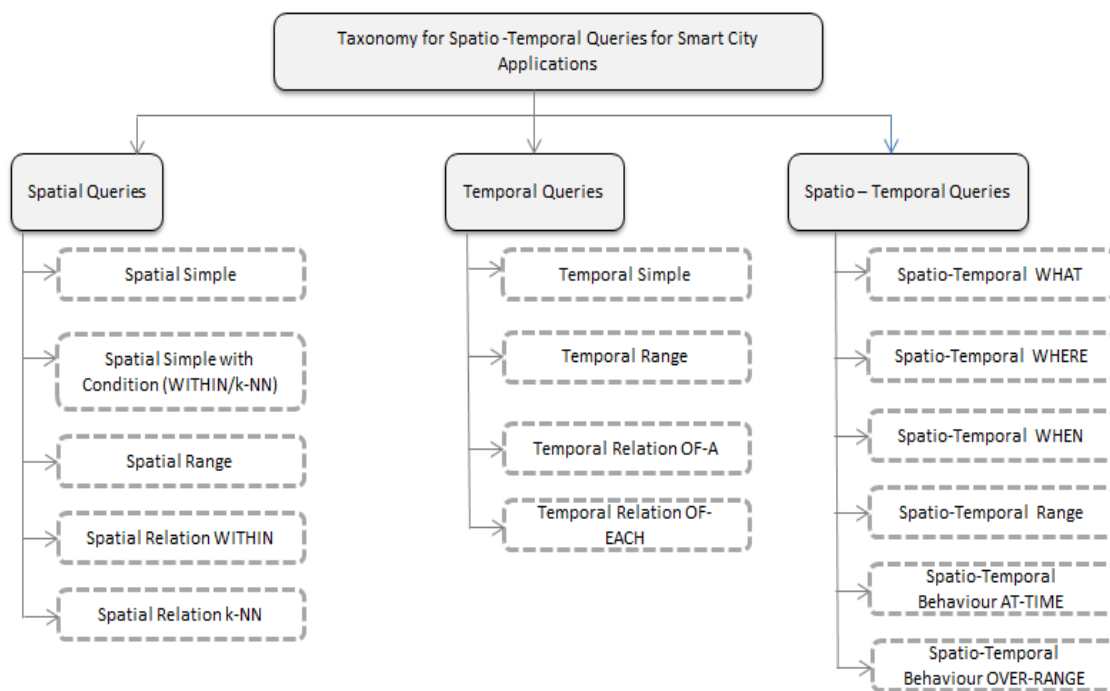 Taxonomy for Spatio -Temporal Queries for Smart City
Applications
Spatial Queries
Temporal Queries
Spatio – Temporal Queries
Spatial Simple
Spatial Simple with
Condition (WITHIN/k-NN)
Spatial Range
Spatial Relation WITHIN
Spatial Relation k-NN
Temporal Simple
Temporal Range
Temporal Relation OF-A
Temporal Relation OF-
EACH
Spatio-Temporal WHAT
Spatio-Temporal WHERE
Spatio-Temporal WHEN
Spatio-Temporal Range
Spatio-Temporal
Behaviour AT-TIME
Spatio-Temporal
Behaviour OVER-RANGE